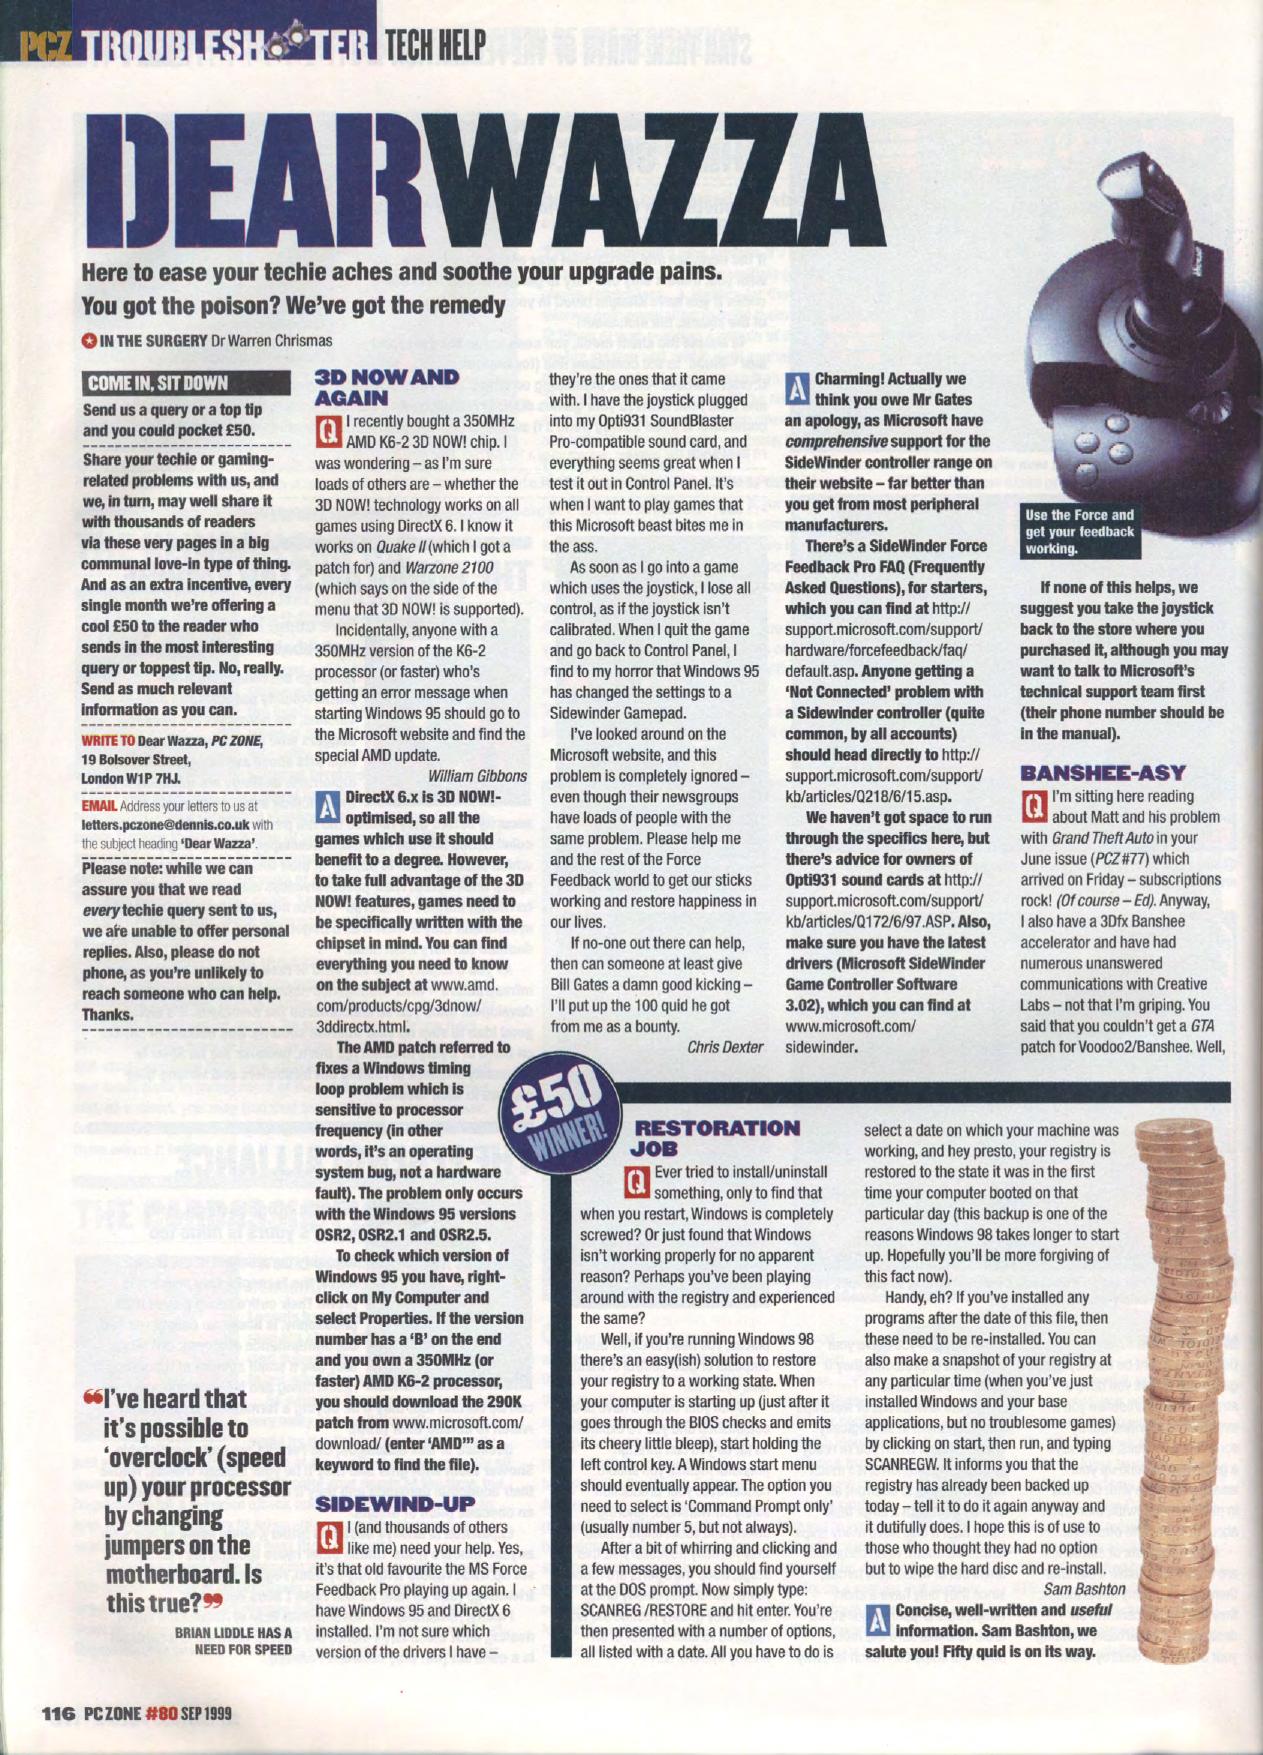 PCZ TROUBLESHOOTER TECH HELP
DEARWAZZA
Here to ease your techie aches and soothe your upgrade pains.
You got the poison? We've got the remedy
IN THE SURGERY Dr Warren Chrismas
COME IN, SIT DOWN
Send us a query or a top tip
and you could pocket £50.
Share your techie or gaming-
related problems with us, and
we, in turn, may well share it
with thousands of readers
via these very pages in a big
communal love-in type of thing.
And as an extra incentive, every
single month we're offering a
cool £50 to the reader who
sends in the most interesting
query or toppest tip. No, really.
Send as much relevant
information as you can.
WRITE TO Dear Wazza, PC ZONE,
19 Bolsover Street,
London W1P 7HJ.
EMAIL Address your letters to us at
letters.pczone@dennis.co.uk with
the subject heading 'Dear Wazza'.
Please note: while we can
assure you that we read
every techie query sent to us,
we are unable to offer personal
replies. Also, please do not
phone, as you're unlikely to
reach someone who can help.
Thanks.
“I've heard that
it's possible to
'overclock' (speed
up) your processor
by changing
jumpers on the
motherboard. Is
this true?”
BRIAN LIDDLE HAS A
NEED FOR SPEED
3D NOW AND
AGAIN
Q I recently bought a 350MHz
AMD K6-2 3D NOW! chip. I
was wondering – as I'm sure
loads of others are – whether the
3D NOW! technology works on all
games using DirectX 6. I know it
works on Quake II (which I got a
patch for) and Warzone 2100
(which says on the side of the
menu that 3D NOW! is supported).
Incidentally, anyone with a
350MHz version of the K6-2
processor (or faster) who's
getting an error message when
starting Windows 95 should go to
the Microsoft website and find the
special AMD update.
William Gibbons
A DirectX 6.x is 3D NOW!-
optimised, so all the
games which use it should
benefit to a degree. However,
to take full advantage of the 3D
NOW! features, games need to
be specifically written with the
chipset in mind. You can find
everything you need to know
on the subject at www.amd.
com/products/cpg/3dnow/
3ddirectx.html.
The AMD patch referred to
fixes a Windows timing
loop problem which is
sensitive to processor
frequency (in other
words, it's an operating
system bug, not a hardware
fault). The problem only occurs
with the Windows 95 versions
OSR2, OSR2.1 and OSR2.5.
To check which version of
Windows 95 you have, right-
click on My Computer and
select Properties. If the version
number has a 'B' on the end
and you own a 350MHz (or
faster) AMD K6-2 processor,
you should download the 290K
patch from www.microsoft.com/
download/ (enter 'AMD'" as a
keyword to find the file).
SIDEWIND-UP
Q I (and thousands of others
like me) need your help. Yes,
it's that old favourite the MS Force
Feedback Pro playing up again. I
have Windows 95 and DirectX 6
installed. I'm not sure which
version of the drivers I have –
they're the ones that it came
with. I have the joystick plugged
into my Opti931 SoundBlaster
Pro-compatible sound card, and
everything seems great when I
test it out in Control Panel. It's
when I want to play games that
this Microsoft beast bites me in
the ass.
As soon as I go into a game
which uses the joystick, I lose all
control, as if the joystick isn't
calibrated. When I quit the game
and go back to Control Panel, I
find to my horror that Windows 95
has changed the settings to a
Sidewinder Gamepad.
I've looked around on the
Microsoft website, and this
problem is completely ignored –
even though their newsgroups
have loads of people with the
same problem. Please help me
and the rest of the Force
Feedback world to get our sticks
working and restore happiness in
our lives.
If no-one out there can help,
then can someone at least give
Bill Gates a damn good kicking –
I'll put up the 100 quid he got
from me as a bounty.
Chris Dexter
A Charming! Actually we
think you owe Mr Gates
an apology, as Microsoft have
comprehensive support for the
SideWinder controller range on
their website – far better than
you get from most peripheral
manufacturers.
There's a SideWinder Force
Feedback Pro FAQ (Frequently
Asked Questions), for starters,
which you can find at http://
support.microsoft.com/support/
hardware/forcefeedback/faq/
default.asp. Anyone getting a
'Not Connected' problem with
a Sidewinder controller (quite
common, by all accounts)
should head directly to http://
support.microsoft.com/support/
kb/articles/Q218/6/15.asp.
We haven't got space to run
through the specifics here, but
there's advice for owners of
Opti931 sound cards at http://
support.microsoft.com/support/
kb/articles/Q172/6/97.ASP. Also,
make sure you have the latest
drivers (Microsoft SideWinder
Game Controller Software
3.02), which you can find at
www.microsoft.com/
sidewinder.
Use the Force and
get your feedback
working.
If none of this helps, we
suggest you take the joystick
back to the store where you
purchased it, although you may
want to talk to Microsoft's
technical support team first
(their phone number should be
in the manual).
BANSHEE-ASY
Q I'm sitting here reading
about Matt and his problem
with Grand Theft Auto in your
June issue (PCZ #77) which
arrived on Friday – subscriptions
rock! (Of course – Ed). Anyway,
I also have a 3Dfx Banshee
accelerator and have had
numerous unanswered
communications with Creative
Labs – not that I'm griping. You
said that you couldn't get a GTA
patch for Voodoo2/Banshee. Well,
£50
WINNER!
RESTORATION
JOB
Q Ever tried to install/uninstall
something, only to find that
when you restart, Windows is completely
screwed? Or just found that Windows
isn't working properly for no apparent
reason? Perhaps you've been playing
around with the registry and experienced
the same?
Well, if you're running Windows 98
there's an easy(ish) solution to restore
your registry to a working state. When
your computer is starting up (just after it
goes through the BIOS checks and emits
its cheery little bleep), start holding the
left control key. A Windows start menu
should eventually appear. The option you
need to select is 'Command Prompt only'
(usually number 5, but not always).
After a bit of whirring and clicking and
a few messages, you should find yourself
at the DOS prompt. Now simply type:
SCANREG /RESTORE and hit enter. You're
then presented with a number of options,
all listed with a date. All you have to do is
select a date on which your machine was
working, and hey presto, your registry is
restored to the state it was in the first
time your computer booted on that
particular day (this backup is one of the
reasons Windows 98 takes longer to start
up. Hopefully you'll be more forgiving of
this fact now).
Handy, eh? If you've installed any
programs after the date of this file, then
these need to be re-installed. You can
also make a snapshot of your registry at
any particular time (when you've just
installed Windows and your base
applications, but no troublesome games)
by clicking on start, then run, and typing
SCANREGW. It informs you that the
registry has already been backed up
today – tell it to do it again anyway and
it dutifully does. I hope this is of use to
those who thought they had no option
but to wipe the hard disc and re-install.
Sam Bashton
A Concise, well-written and useful
information. Sam Bashton, we
salute you! Fifty quid is on its way.
116 PC ZONE #80 SEP 1999